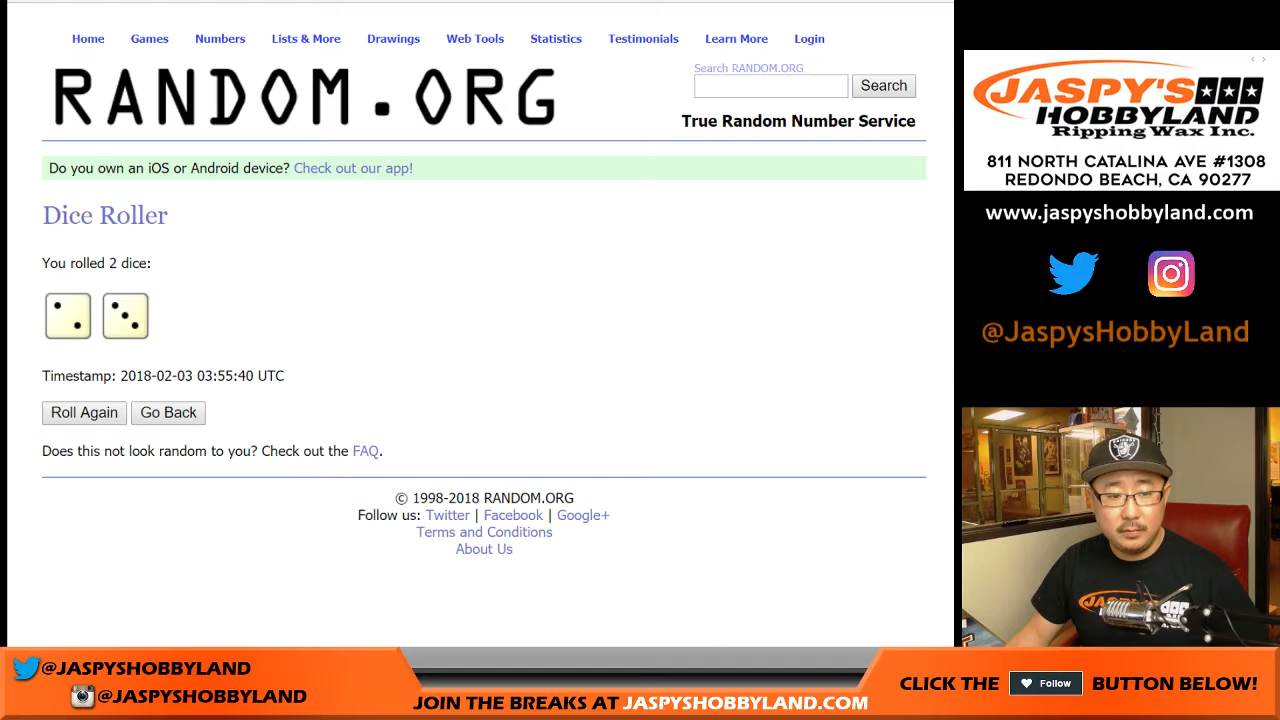 Home Games Numbers Lists & More Drawings Web Tools Statistics Testimonials Learn More Login
RANDOM.ORG
Search RANDOM.ORG
Search
True Random Number Service
Do you own an iOS or Android device? Check out our app!
Dice Roller
You rolled 2 dice:
Timestamp: 2018-02-03 03:55:40 UTC
Roll Again Go Back
Does this not look random to you? Check out the FAQ.
© 1998-2018 RANDOM.ORG
Follow us: Twitter | Facebook | Google+
Terms and Conditions
About Us
JASPY'S
HOBBYLAND
Ripping Wax Inc.
811 NORTH CATALINA AVE #1308
REDONDO BEACH, CA 90277
www.jaspyshobbyland.com
@JaspysHobbyLand
@JASPYSHOBBYLAND
@JASPYSHOBBYLAND
JOIN THE BREAKS AT JASPYSHOBBYLAND.COM
CLICK THE Follow BUTTON BELOW!